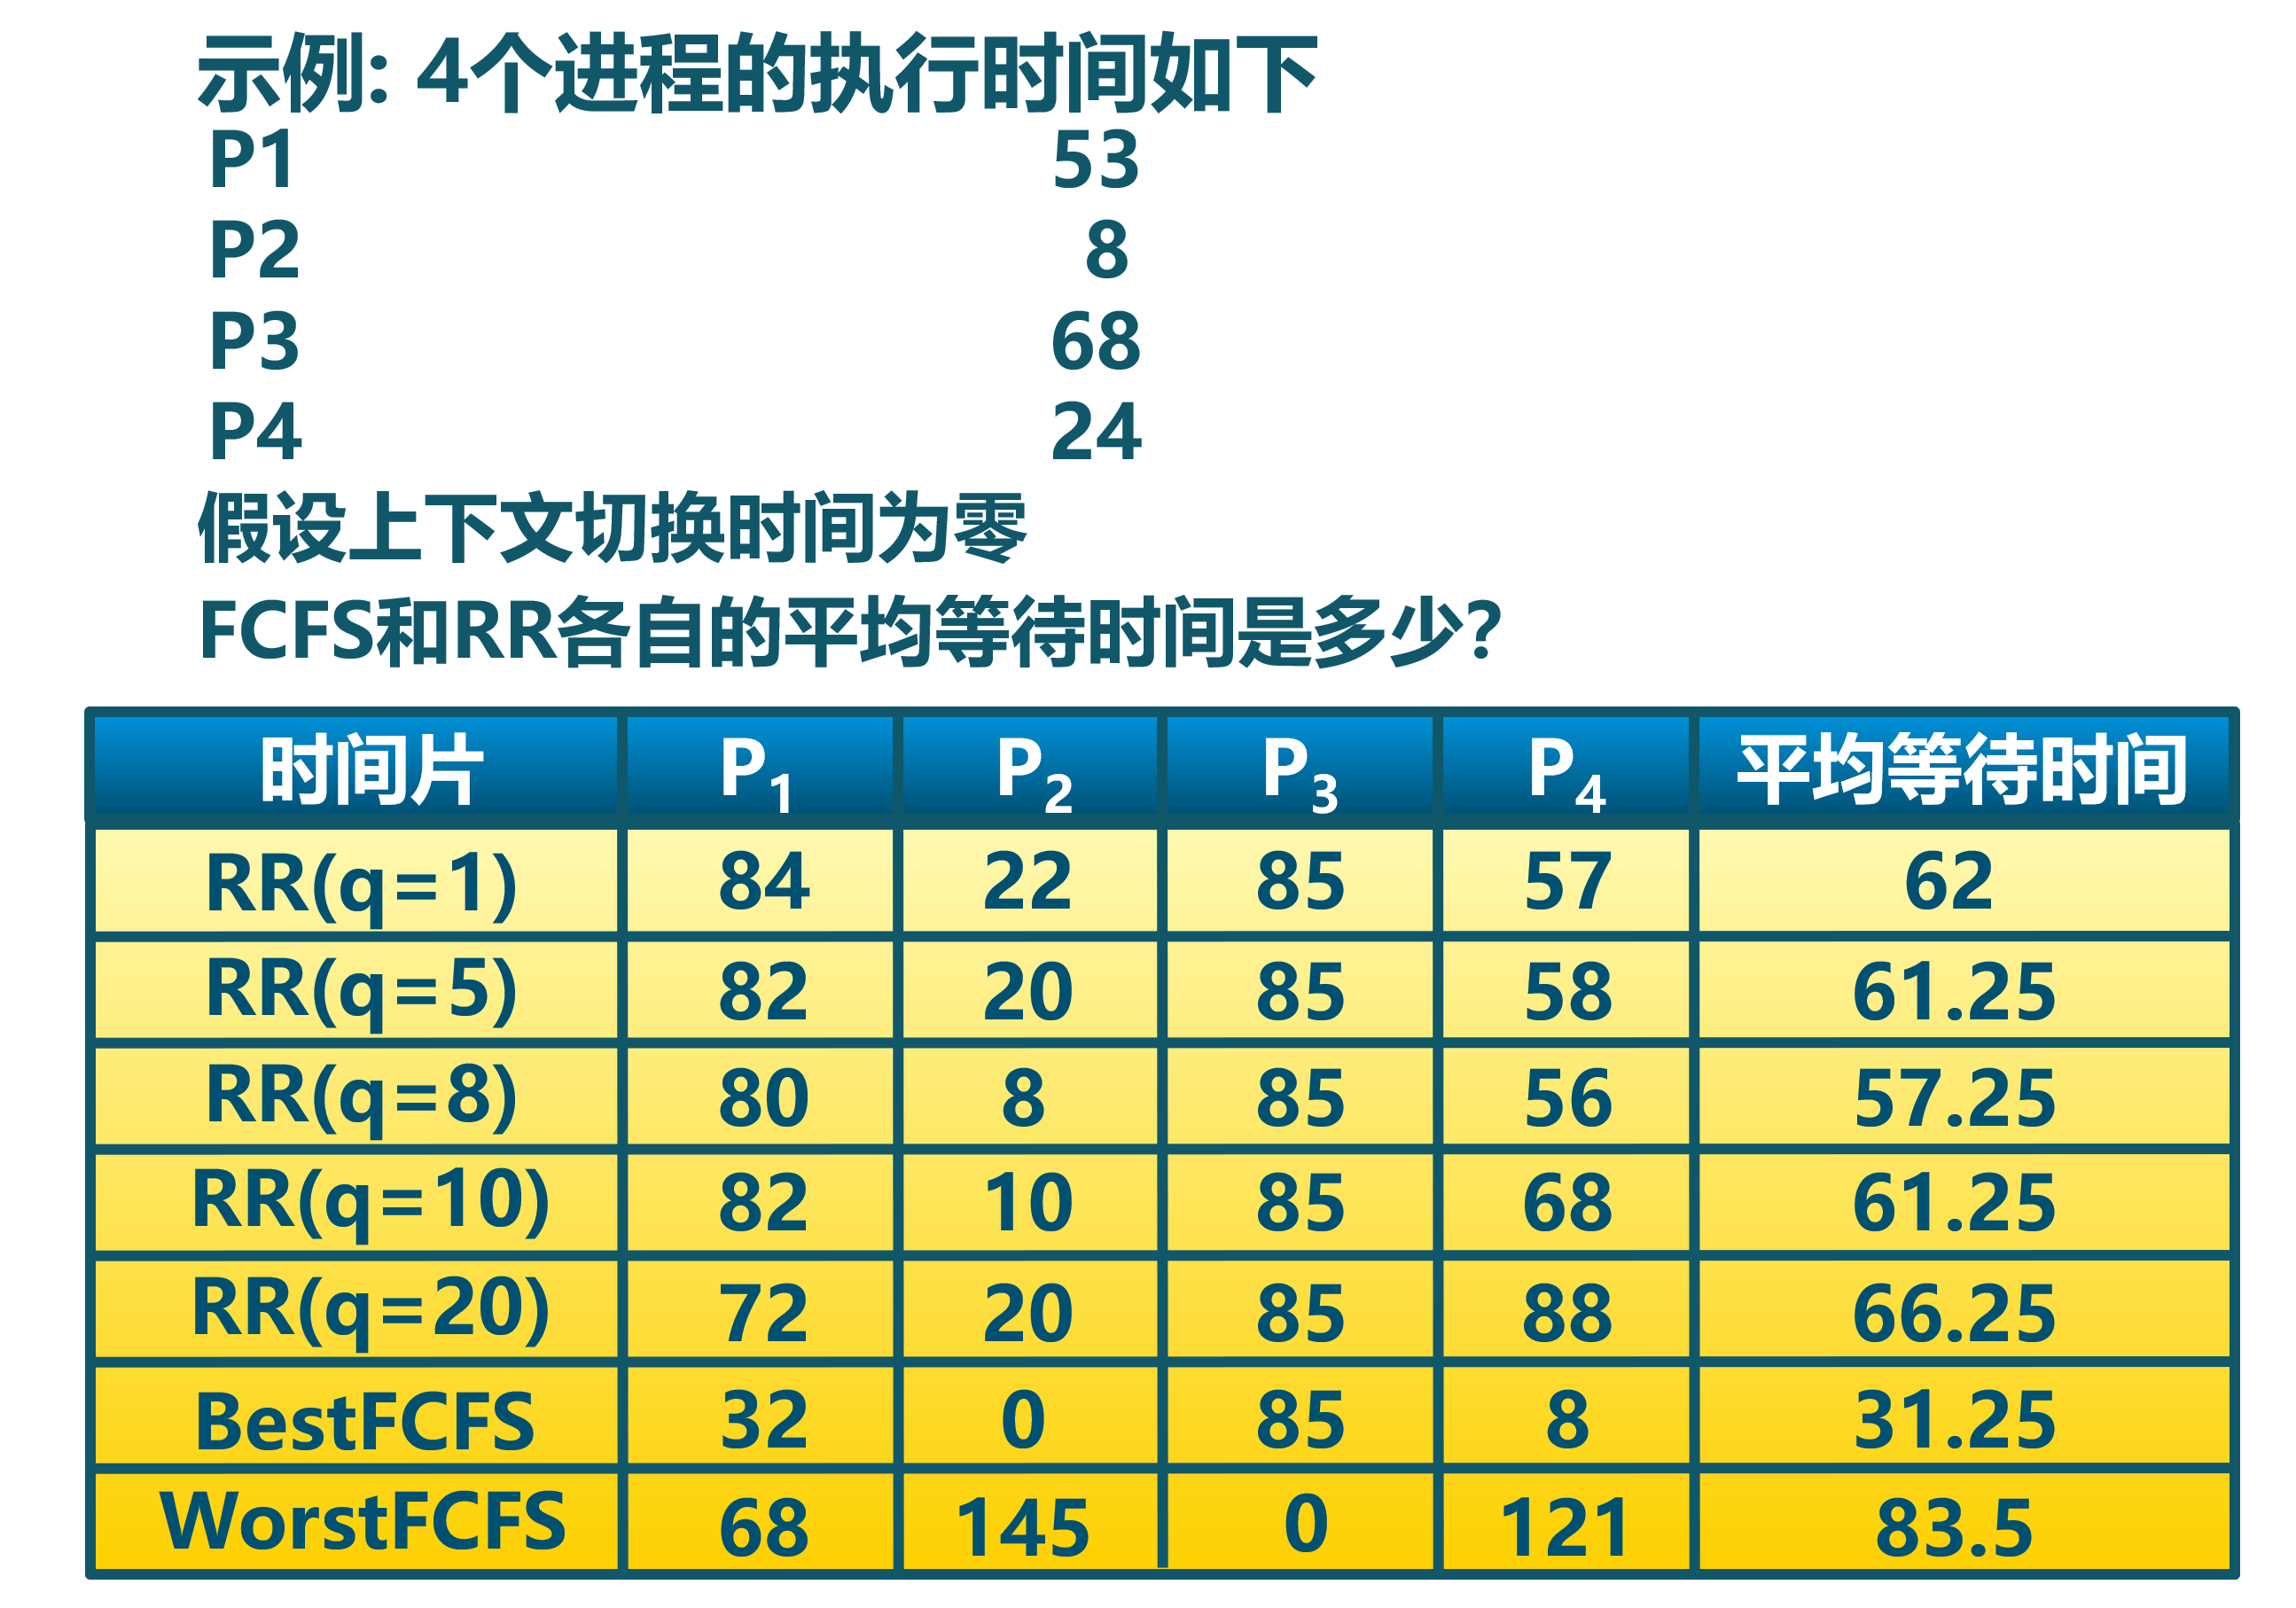 示例: 4个进程的执行时间如下
P1 53
P2 8
P3 68
P4 24
假设上下文切换时间为零
FCFS和RR各自的平均等待时间是多少?
时间片 P1 P2 P3 P4 平均等待时间
RR(q=1) 84 22 85 57 62
RR(q=5) 82 20 85 58 61.25
RR(q=8) 80 8 85 56 57.25
RR(q=10) 82 10 85 68 61.25
RR(q=20) 72 20 85 88 66.25
BestFCFS 32 0 85 8 31.25
WorstFCFS 68 145 0 121 83.5